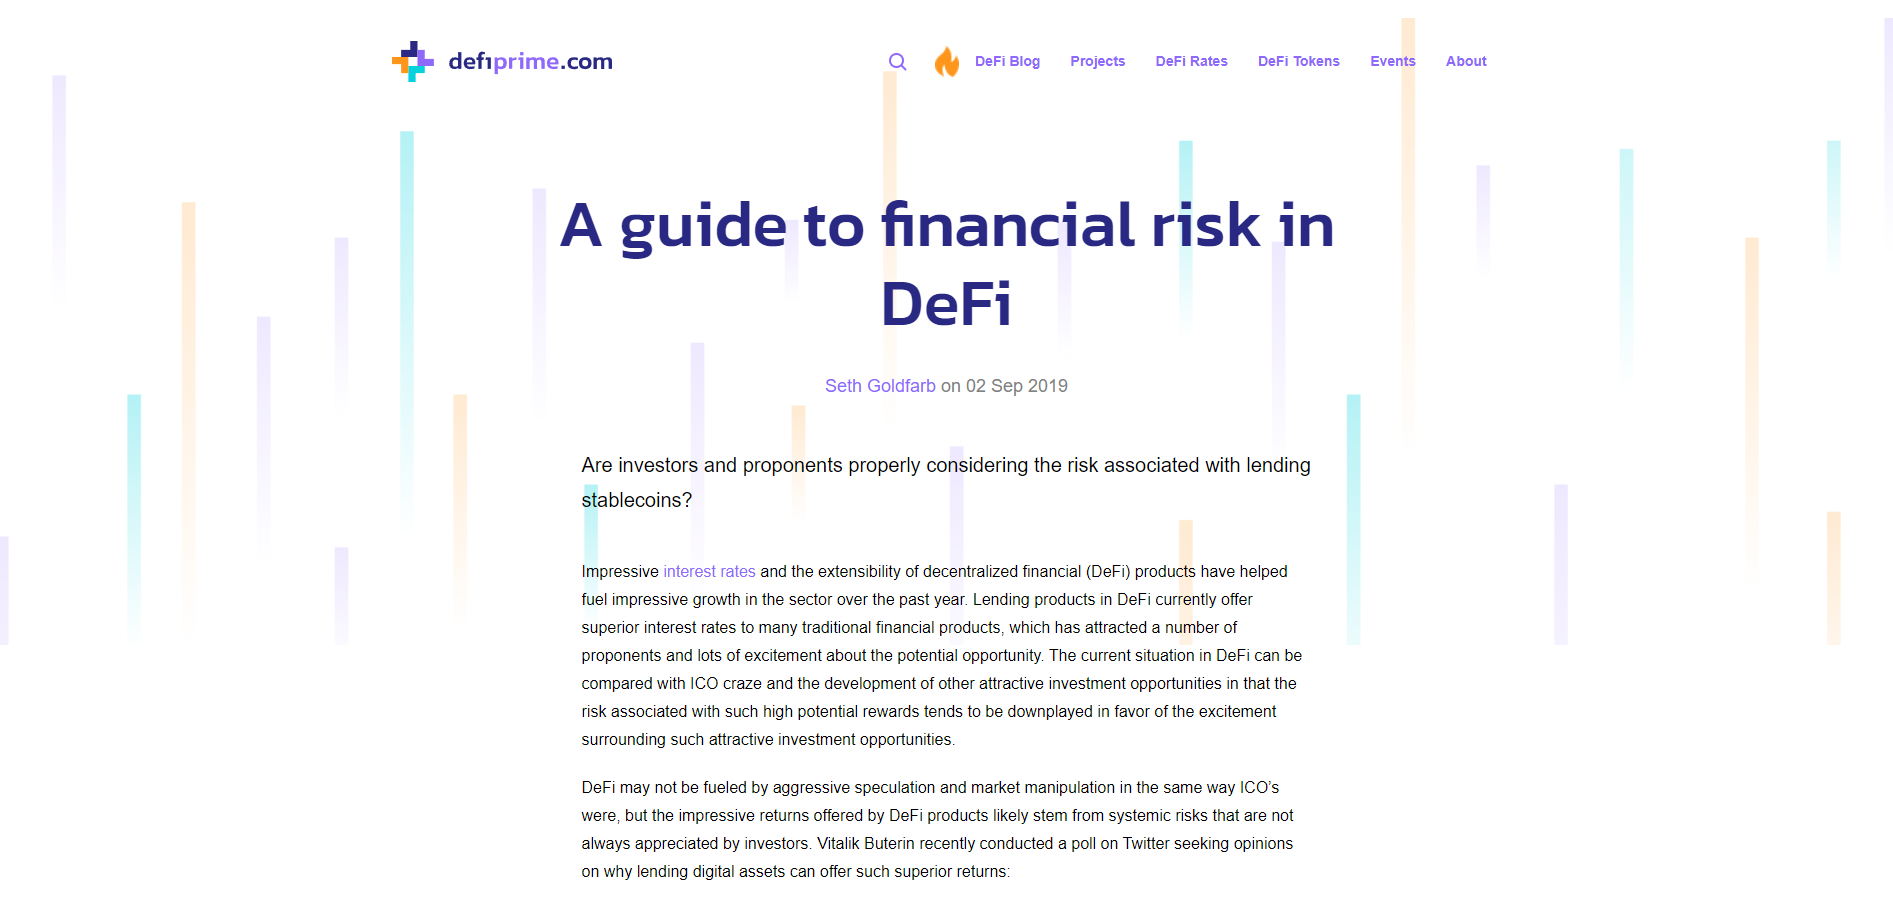 defiprime.com
DeFi Blog Projects DeFi Rates DeFi Tokens Events About
A guide to financial risk in
DeFi
Seth Goldfarb on 02 Sep 2019
Are investors and proponents properly considering the risk associated with lending
stablecoins?
Impressive interest rates and the extensibility of decentralized financial (DeFi) products have helped
fuel impressive growth in the sector over the past year. Lending products in DeFi currently offer
superior interest rates to many traditional financial products, which has attracted a number of
proponents and lots of excitement about the potential opportunity. The current situation in DeFi can be
compared with ICO craze and the development of other attractive investment opportunities in that the
risk associated with such high potential rewards tends to be downplayed in favor of the excitement
surrounding such attractive investment opportunities.
DeFi may not be fueled by aggressive speculation and market manipulation in the same way ICO’s
were, but the impressive returns offered by DeFi products likely stem from systemic risks that are not
always appreciated by investors. Vitalik Buterin recently conducted a poll on Twitter seeking opinions
on why lending digital assets can offer such superior returns: